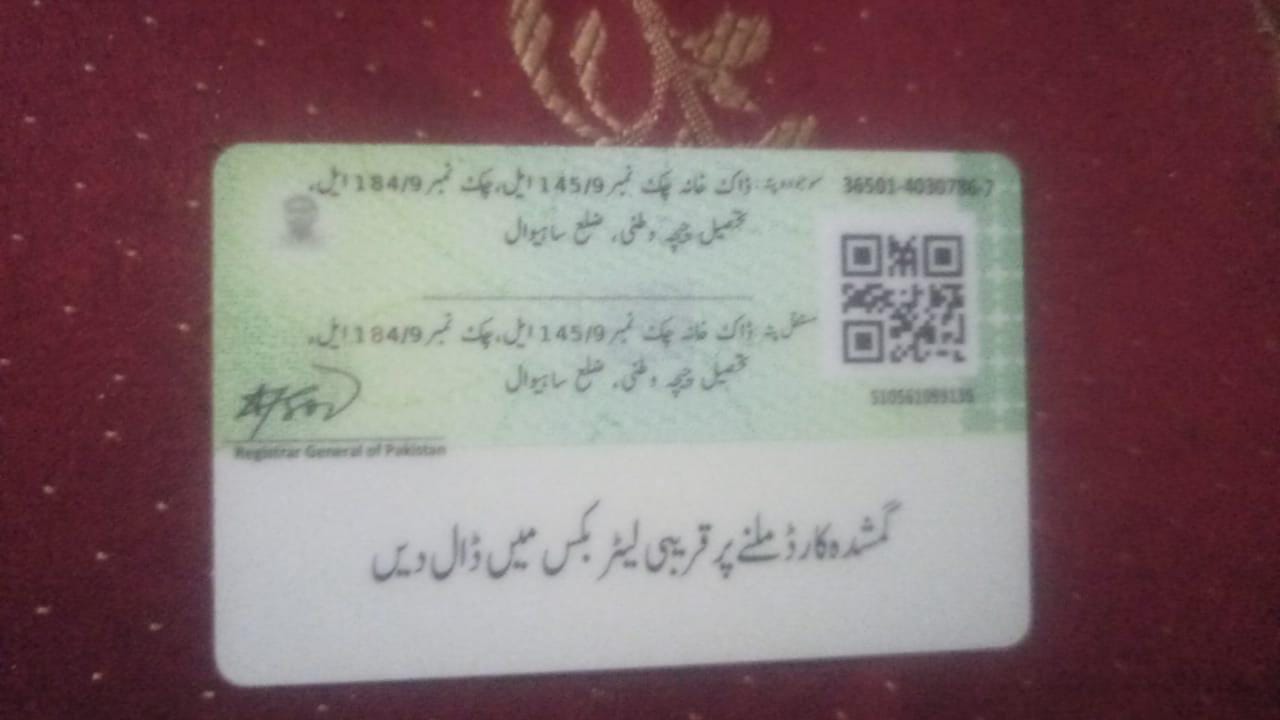 موجودہ پتہ: ڈاک خانہ چک نمبر 145/9 ایل، چک نمبر 184/9 ایل، 36501-4030786-7
تحصیل چیچہ وطنی، ضلع ساہیوال
مستقل پتہ: ڈاک خانہ چک نمبر 145/9 ایل، چک نمبر 184/9 ایل،
تحصیل چیچہ وطنی، ضلع ساہیوال
Registrar General of Pakistan
گمشدہ کارڈ ملنے پر قریبی لیٹر بکس میں ڈال دیں